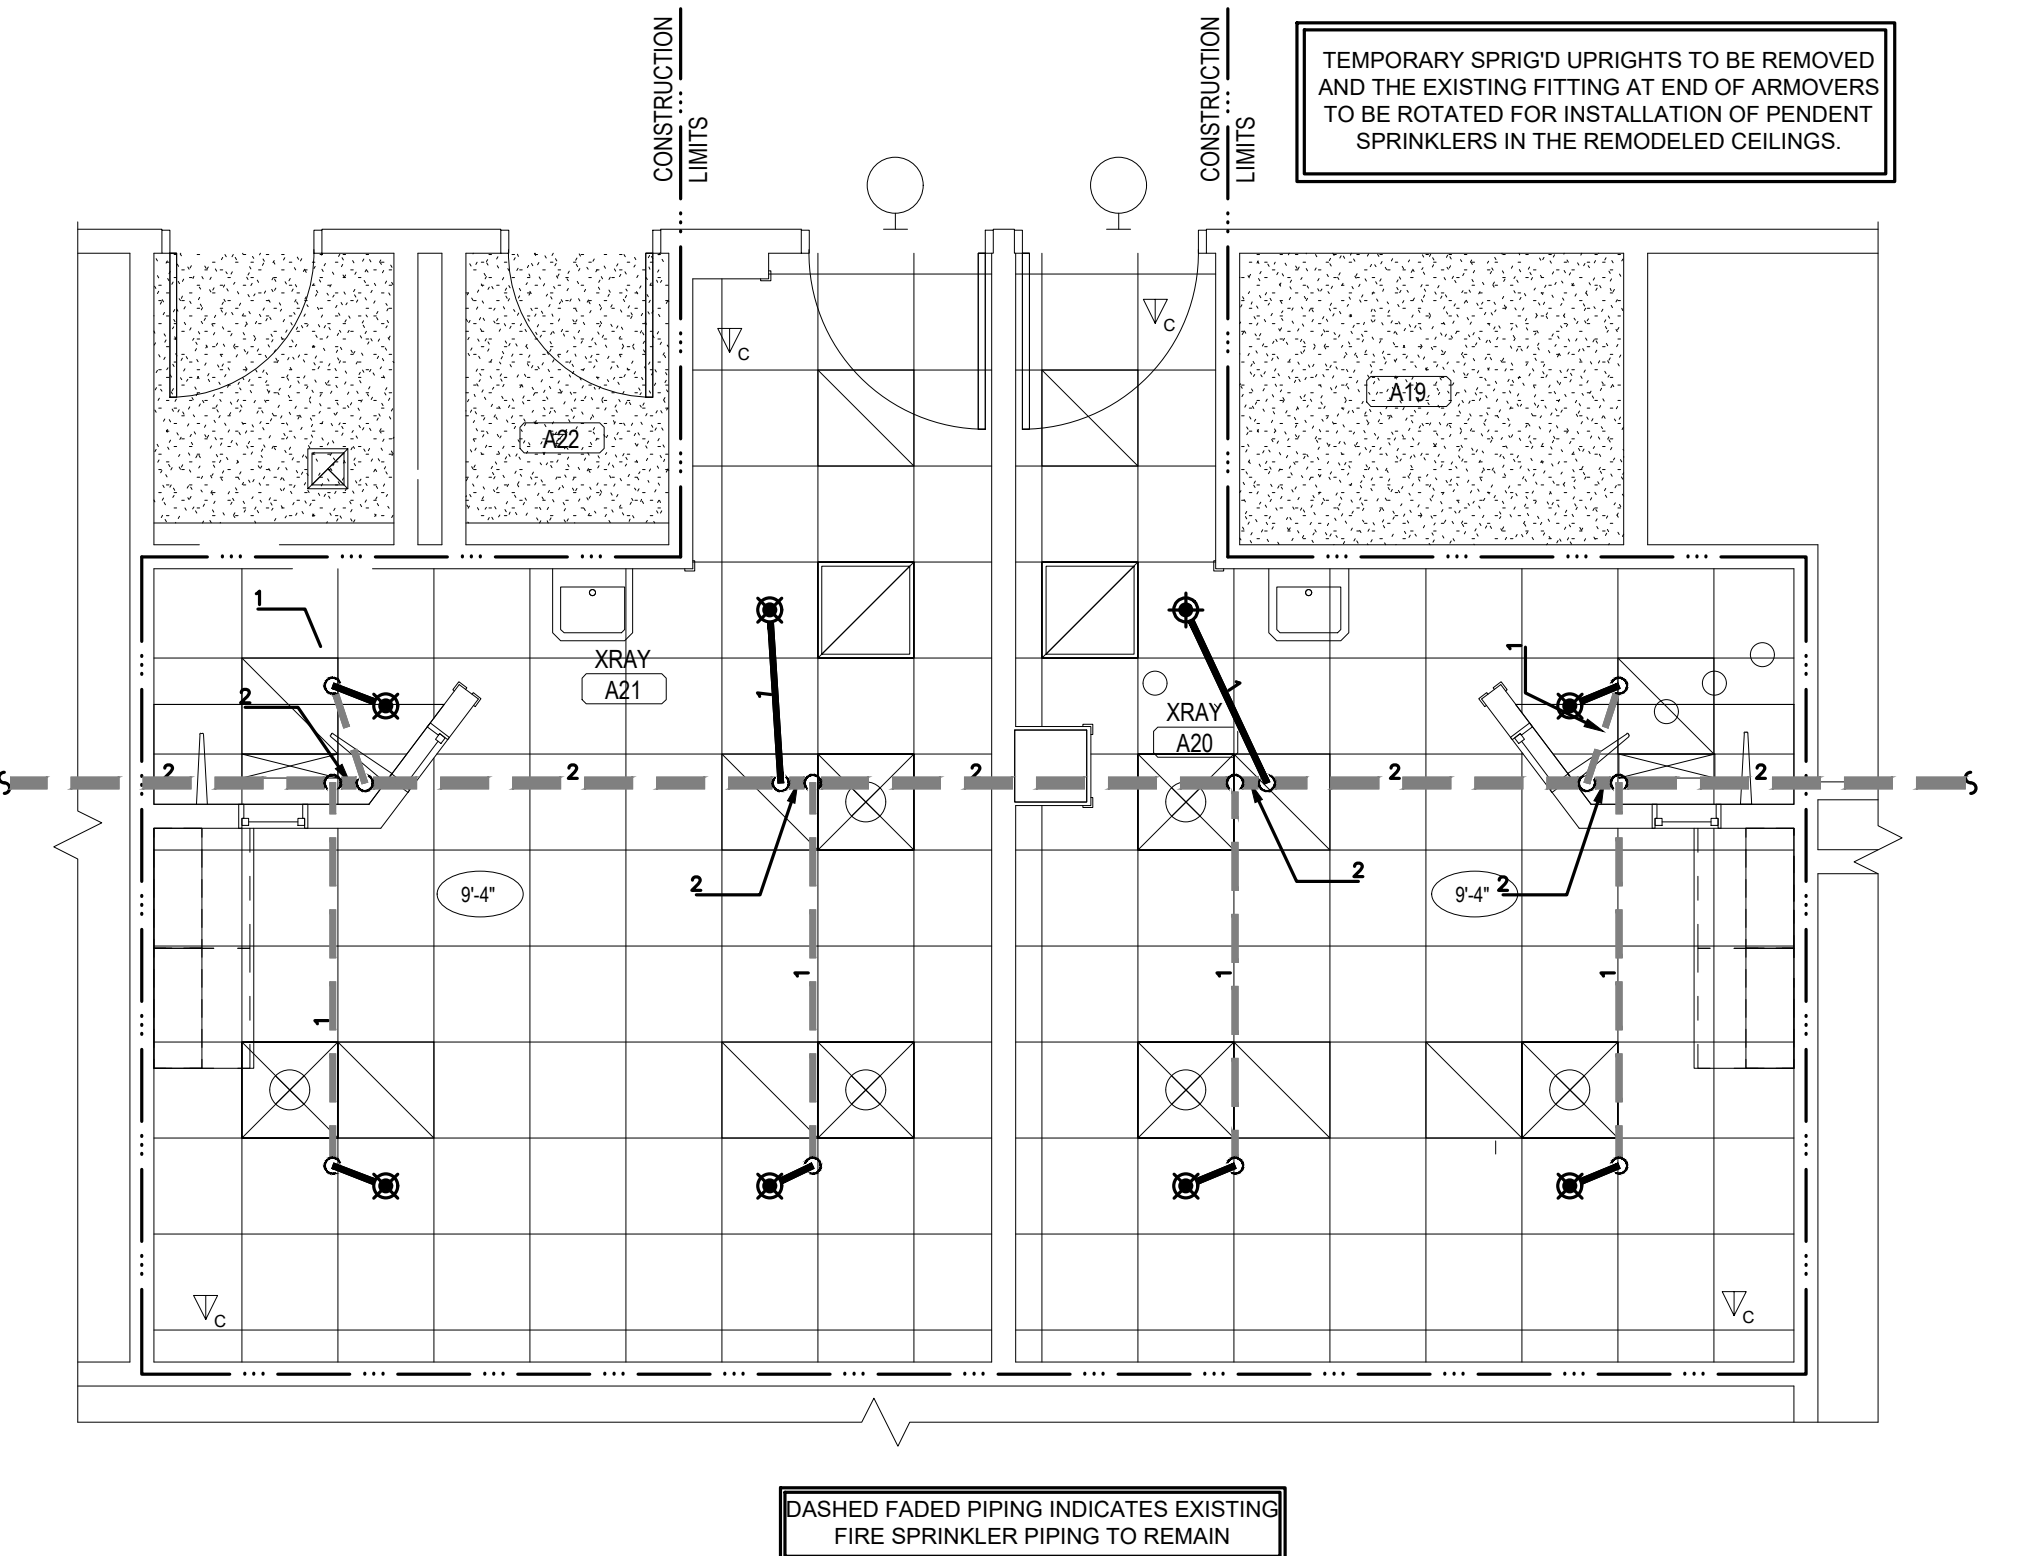 CONSTRUCTION
LIMITS
CONSTRUCTION
LIMITS
TEMPORARY SPRIG'D UPRIGHTS TO BE REMOVED
AND THE EXISTING FITTING AT END OF ARMOVERS
TO BE ROTATED FOR INSTALLATION OF PENDENT
SPRINKLERS IN THE REMODELED CEILINGS.
C
C
A19
A22
1
XRAY
A21
1
2
1
1
XRAY
A20
2
2
2
2
2
2
2
2
9'-4"
9'-4"
2
1
1
1
1
C
C
DASHED FADED PIPING INDICATES EXISTING
FIRE SPRINKLER PIPING TO REMAIN